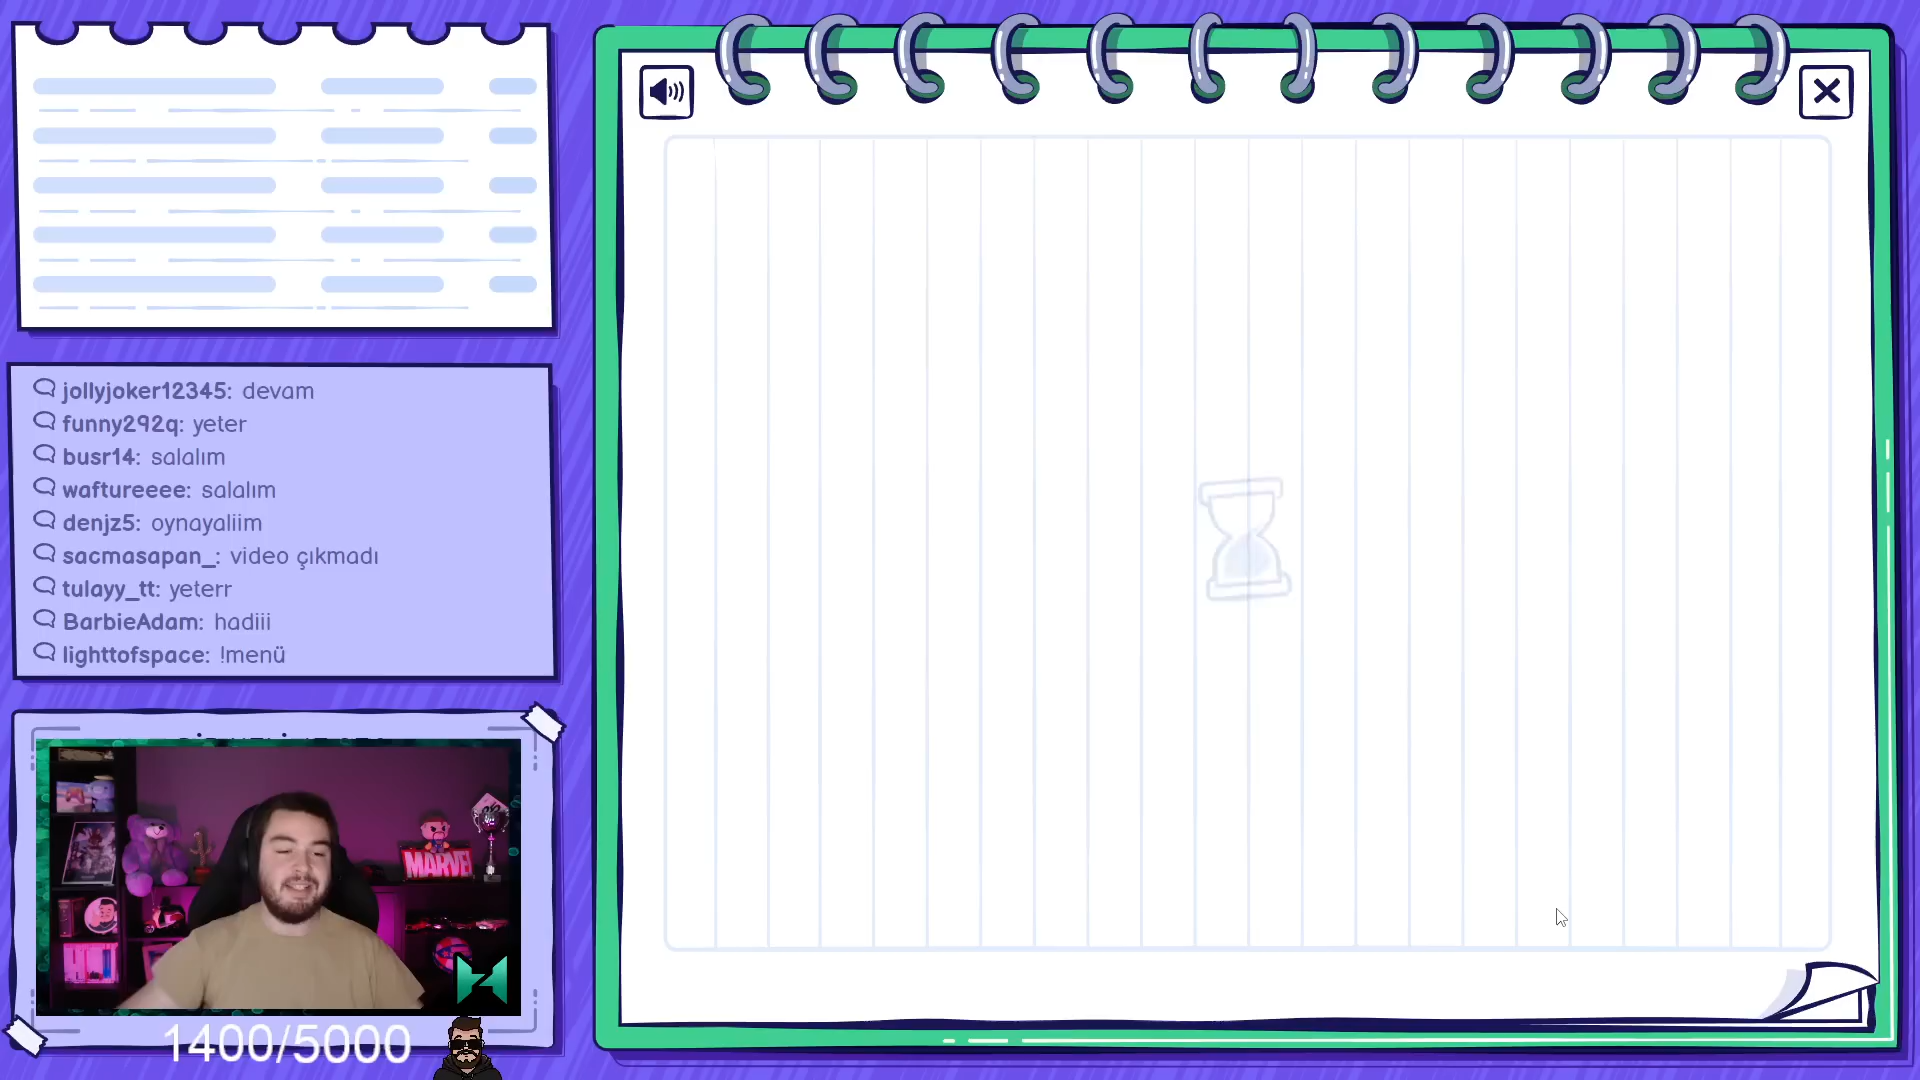 jollyjoker12345: devam
funny292q: yeter
busr14: salalım
waftureeee: salalım
denjz5: oynayaliim
sacmasapan_: video çıkmadı
tulayy_tt: yeterr
BarbieAdam: hadiii
lighttofspace: !menü
MARVEL
1400/5000